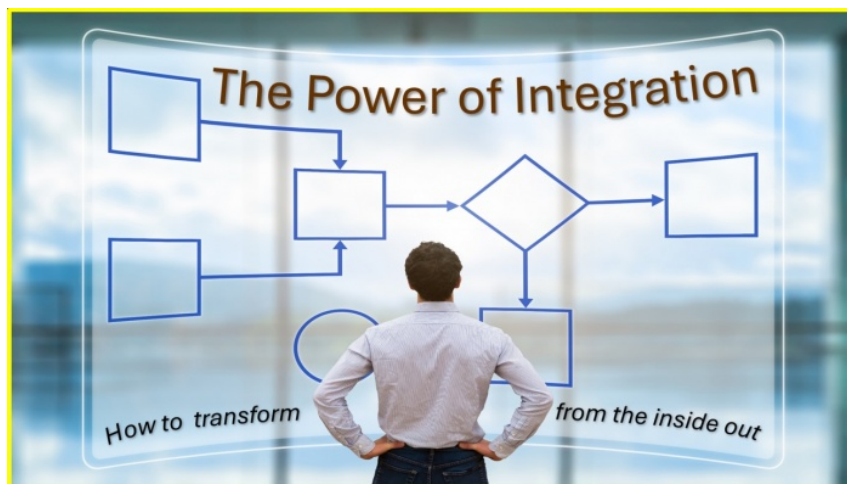 The Power of Integration
How to transform from the inside out